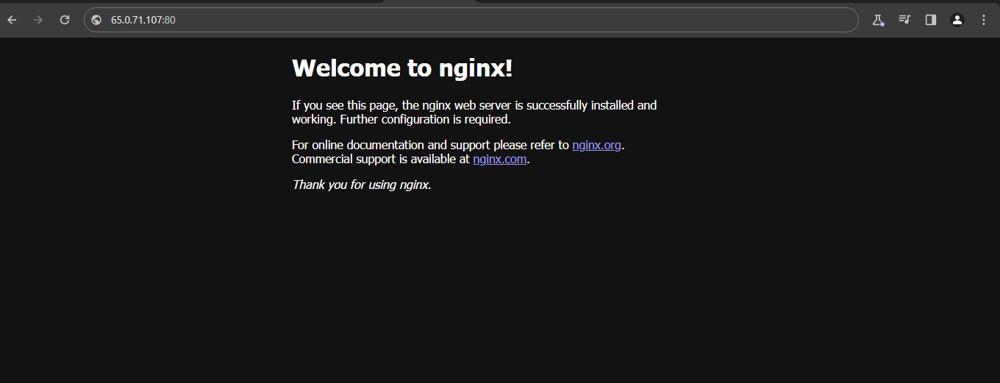 65.0.71.107:80
Welcome to nginx!
If you see this page, the nginx web server is successfully installed and
working. Further configuration is required.
For online documentation and support please refer to nginx.org.
Commercial support is available at nginx.com.
Thank you for using nginx.